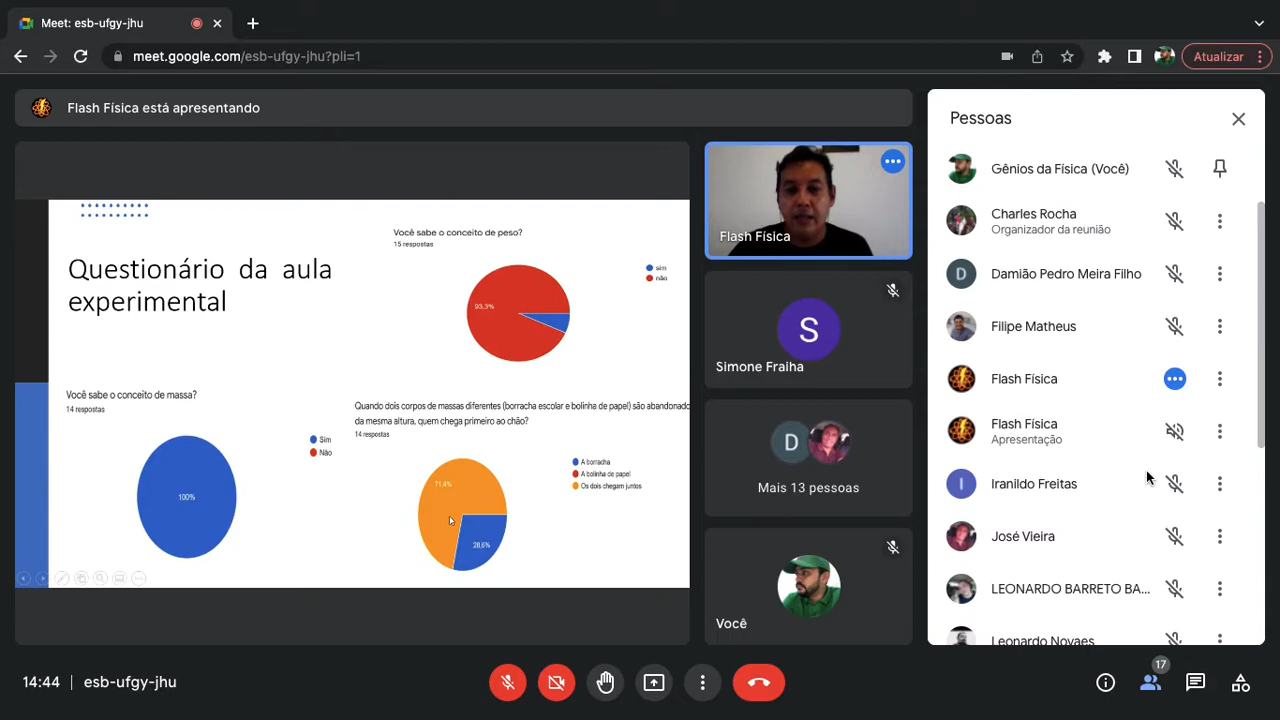 Meet: esb-ufgy-jhu
meet.google.com/esb-ufgy-jhu?pli=1
Atualizar
Flash Física está apresentando
Questionário da aula
experimental
Você sabe o conceito de peso?
15 respostas
sim
não
93,3%
Você sabe o conceito de massa?
14 respostas
Sim
Não
100%
Quando dois corpos de massas diferentes (borracha escolar e bolinha de papel) são abandonado
da mesma altura, quem chega primeiro ao chão?
14 respostas
A borracha
A bolinha de papel
Os dois chegam juntos
71,4%
28,6%
Flash Física
S
Simone Fraiha
D
Mais 13 pessoas
Você
Pessoas
Gênios da Física (Você)
Charles Rocha
Organizador da reunião
D
Damião Pedro Meira Filho
Filipe Matheus
Flash Física
Flash Física
Apresentação
I
Iranildo Freitas
José Vieira
LEONARDO BARRETO BA...
Leonardo Novaes
14:44 | esb-ufgy-jhu
17